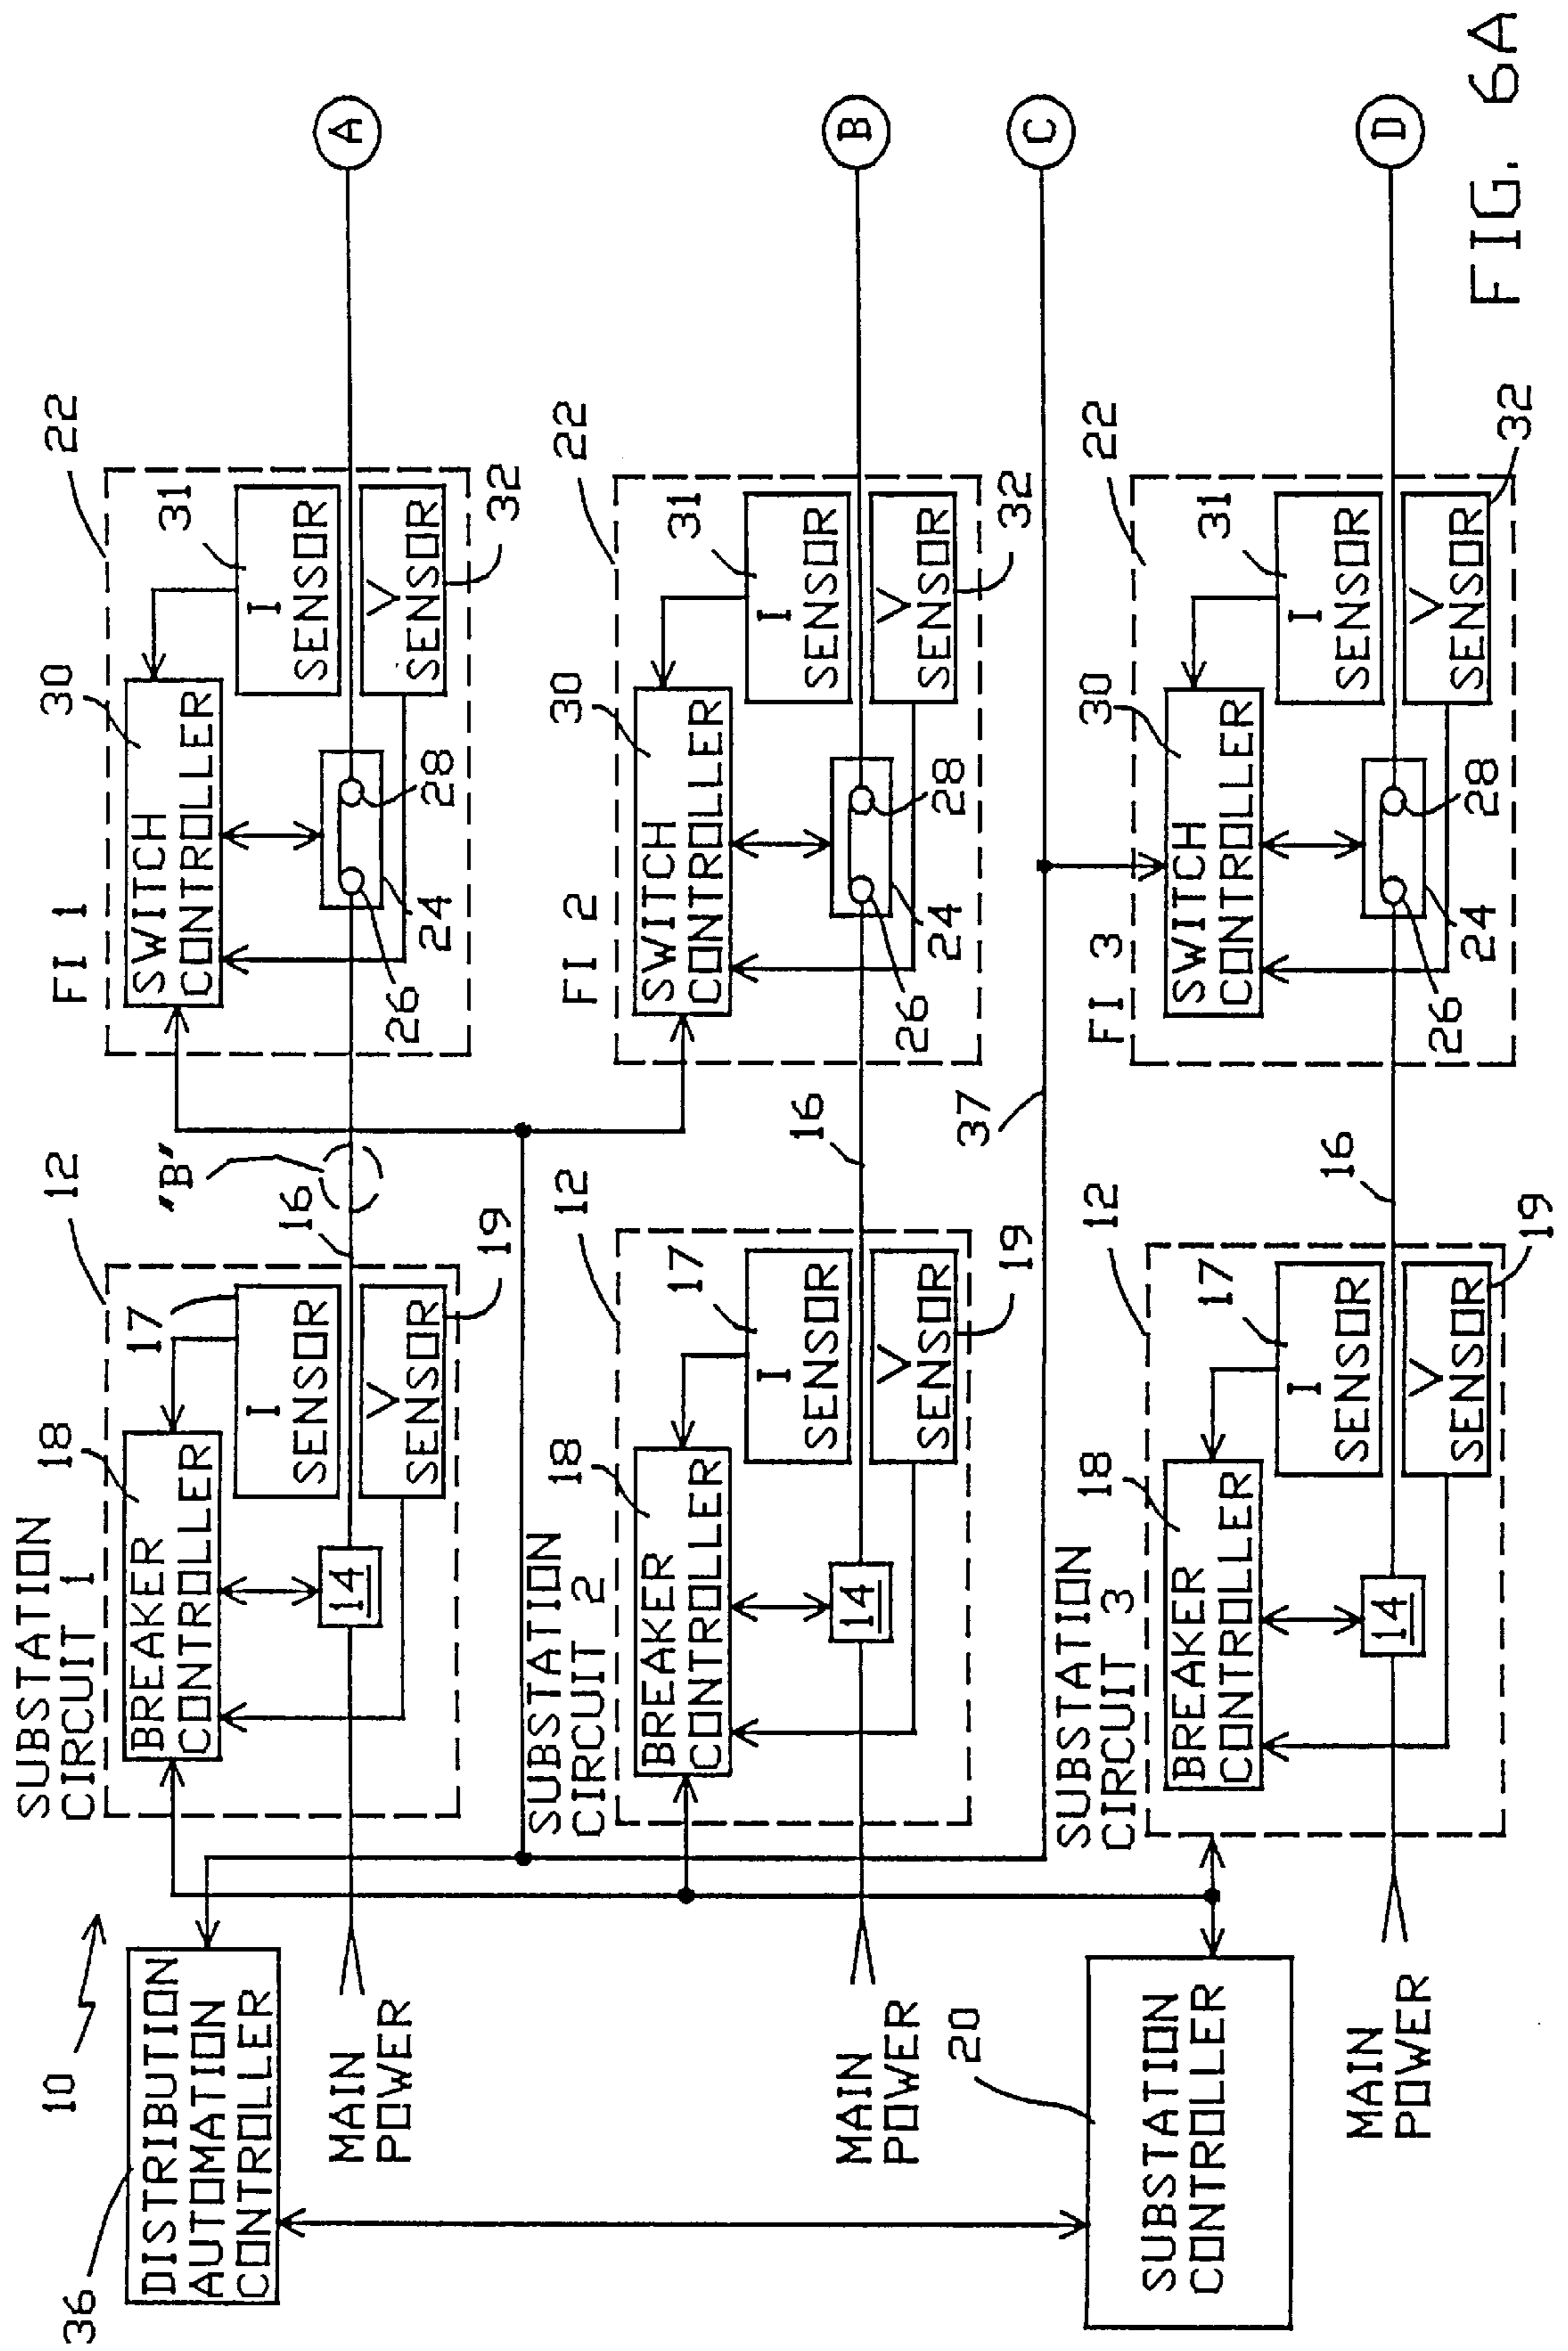 10
36
DISTRIBUTION
AUTOMATION
CONTROLLER
MAIN
POWER
SUBSTATION
CIRCUIT 1
12
18
BREAKER
CONTROLLER
17
I
SENSOR
V
SENSOR
19
14
16
"B"
FI 1
22
30
SWITCH
CONTROLLER
31
I
SENSOR
V
SENSOR
32
26
24
28
A
MAIN
POWER
SUBSTATION
CIRCUIT 2
12
18
BREAKER
CONTROLLER
17
I
SENSOR
V
SENSOR
19
14
16
FI 2
22
30
SWITCH
CONTROLLER
31
I
SENSOR
V
SENSOR
32
26
24
28
B
37
C
20
SUBSTATION
CONTROLLER
MAIN
POWER
SUBSTATION
CIRCUIT 3
12
18
BREAKER
CONTROLLER
17
I
SENSOR
V
SENSOR
19
14
16
FI 3
22
30
SWITCH
CONTROLLER
31
I
SENSOR
V
SENSOR
32
26
24
28
D
FIG. 6A